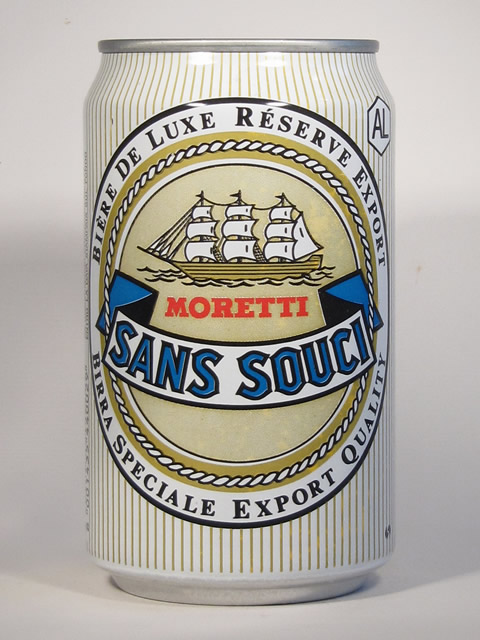 BIÈRE DE LUXE RÉSERVE EXPORT
AL
MORETTI
SANS SOUCI
BIRRA SPECIALE EXPORT QUALITY